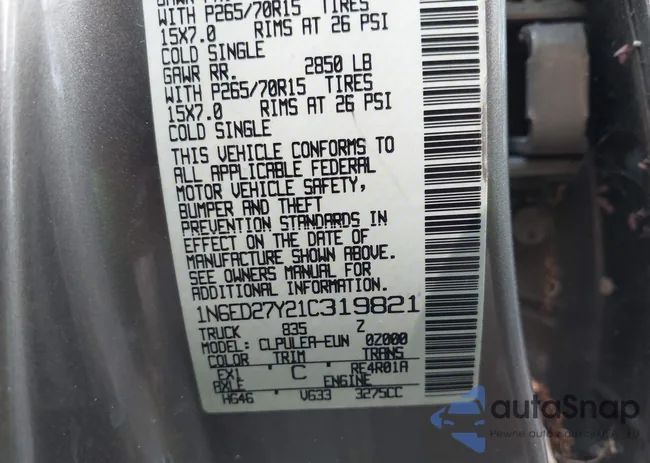 WITH P265/70R15 TIRES
15X7.0 RIMS AT 26 PSI
COLD SINGLE
GAWR RR. 2850 LB
WITH P265/70R15 TIRES
15X7.0 RIMS AT 26 PSI
COLD SINGLE
THIS VEHICLE CONFORMS TO
ALL APPLICABLE FEDERAL
MOTOR VEHICLE SAFETY,
BUMPER AND THEFT
PREVENTION STANDARDS IN
EFFECT ON THE DATE OF
MANUFACTURE SHOWN ABOVE.
SEE OWNERS MANUAL FOR
ADDITIONAL INFORMATION.
1N6ED27Y21C319821
TRUCK 835 Z
MODEL: CLPULEA-EUN 0Z000
COLOR TRIM TRANS
EX1 C RE4R01A
AXLE ENGINE
HG46 VG33 3275CC
autoSnap